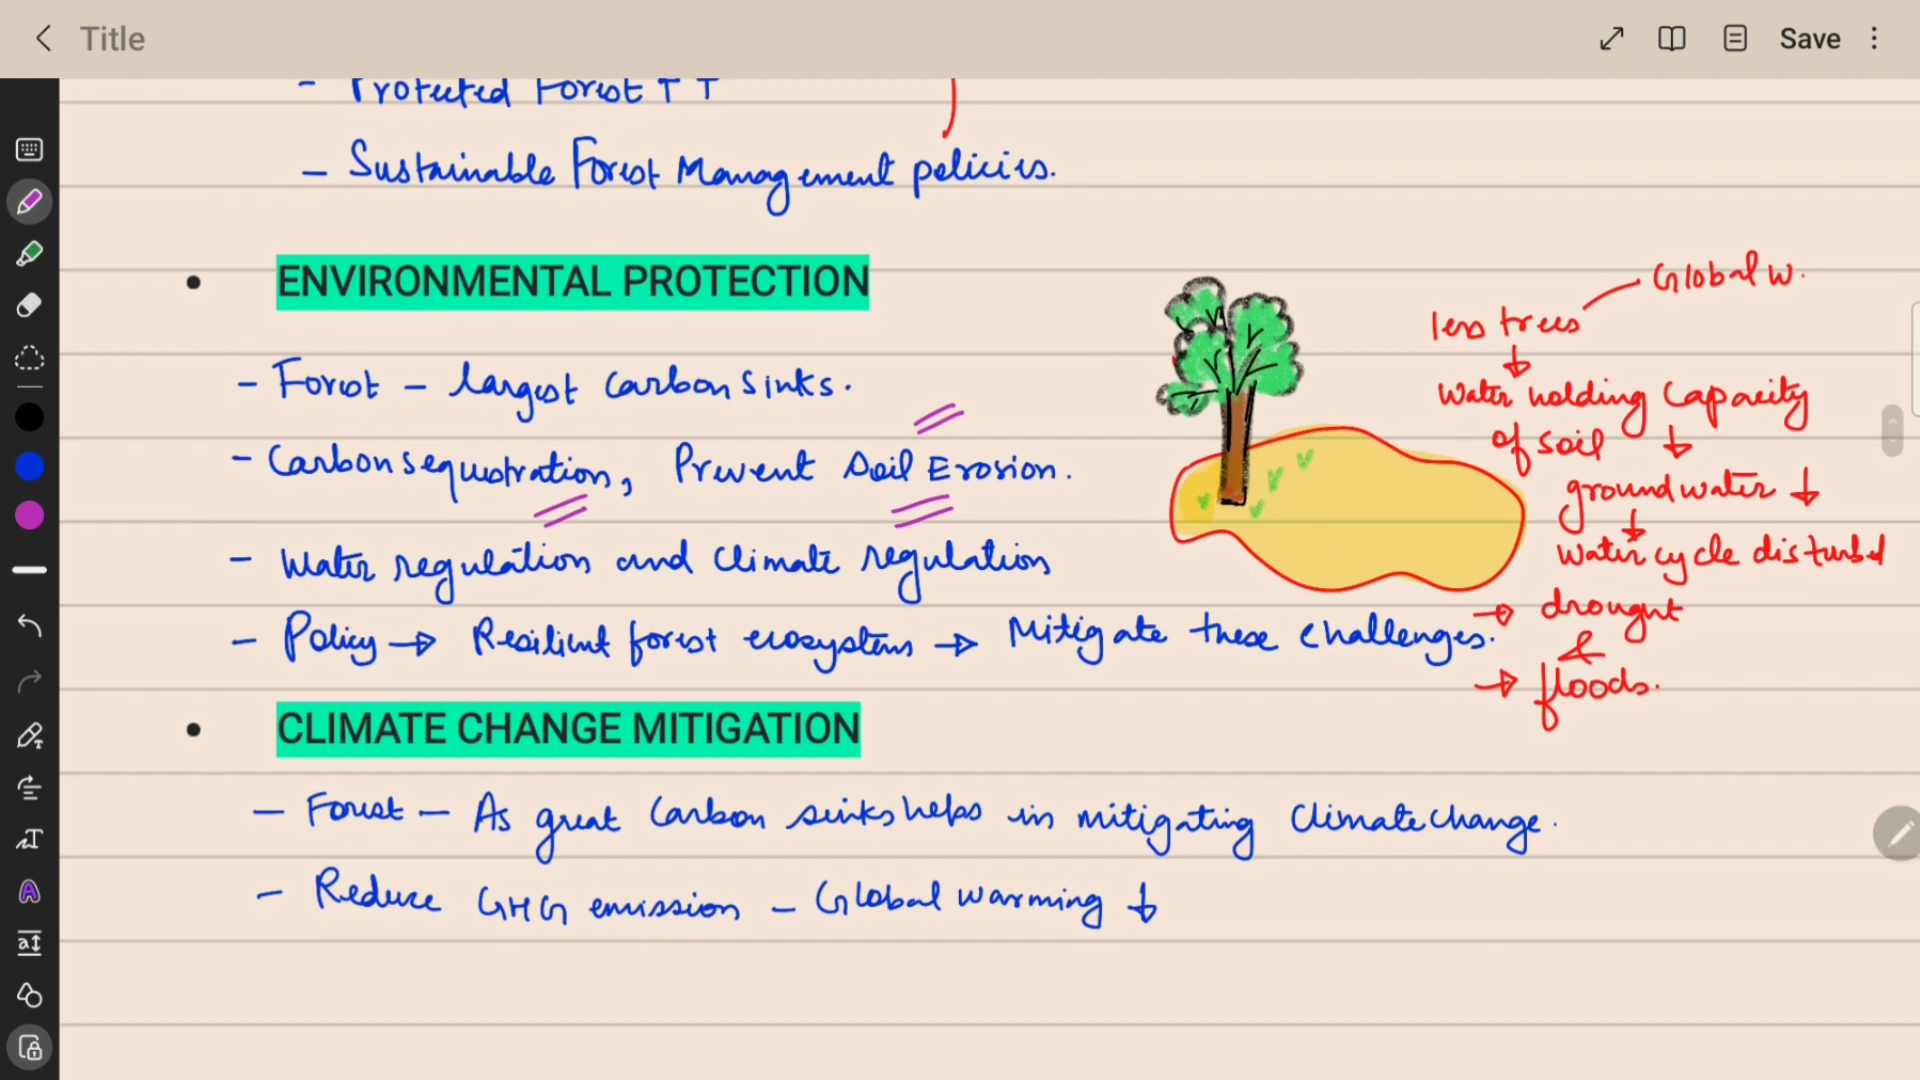 Title
Save
- Protected Forest ↑ ↑
- Sustainable Forest Management policies.
• ENVIRONMENTAL PROTECTION
Global w.
less trees
↓
- Forest - largest Carbon Sinks.
Water holding Capacity
of soil ↓
- Carbon sequstration, Prevent Soil Erosion.
groundwater ↓
↓
- Water regulation and Climate regulation
water cycle disturbed
→ drought
- Policy → Resilient forest ecosystem → Mitigate these challenges.
&
→ floods.
• CLIMATE CHANGE MITIGATION
- Forest - As great Carbon sinks helps in mitigating Climate change.
- Reduce GHG emission - Global warming ↓